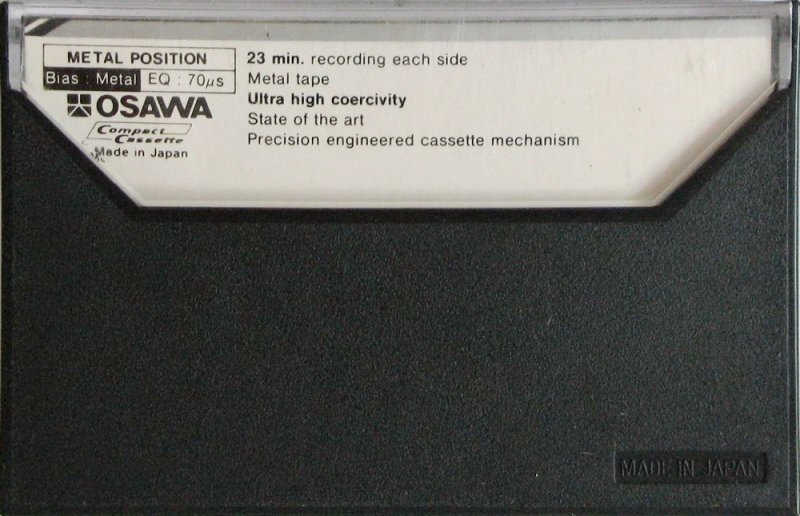 METAL POSITION
Bias : Metal EQ : 70µs
OSAWA
Compact
Cassette
Made in Japan
23 min. recording each side
Metal tape
Ultra high coercivity
State of the art
Precision engineered cassette mechanism
MADE IN JAPAN